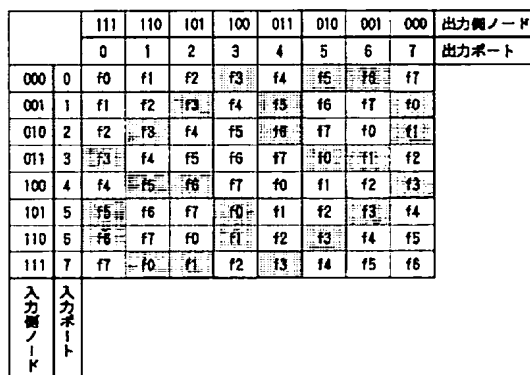 111 110 101 100 011 010 001 000 出力側ノード
0 1 2 3 4 5 6 7 出力ポート
000 0 f0 f1 f2 f3 f4 f5 f6 f7
001 1 f1 f2 f3 f4 f5 f6 f7 f0
010 2 f2 f3 f4 f5 f6 f7 f0 f1
011 3 f3 f4 f5 f6 f7 f0 f1 f2
100 4 f4 f5 f6 f7 f0 f1 f2 f3
101 5 f5 f6 f7 f0 f1 f2 f3 f4
110 6 f6 f7 f0 f1 f2 f3 f4 f5
111 7 f7 f0 f1 f2 f3 f4 f5 f6
入力側ノード
入力ポート